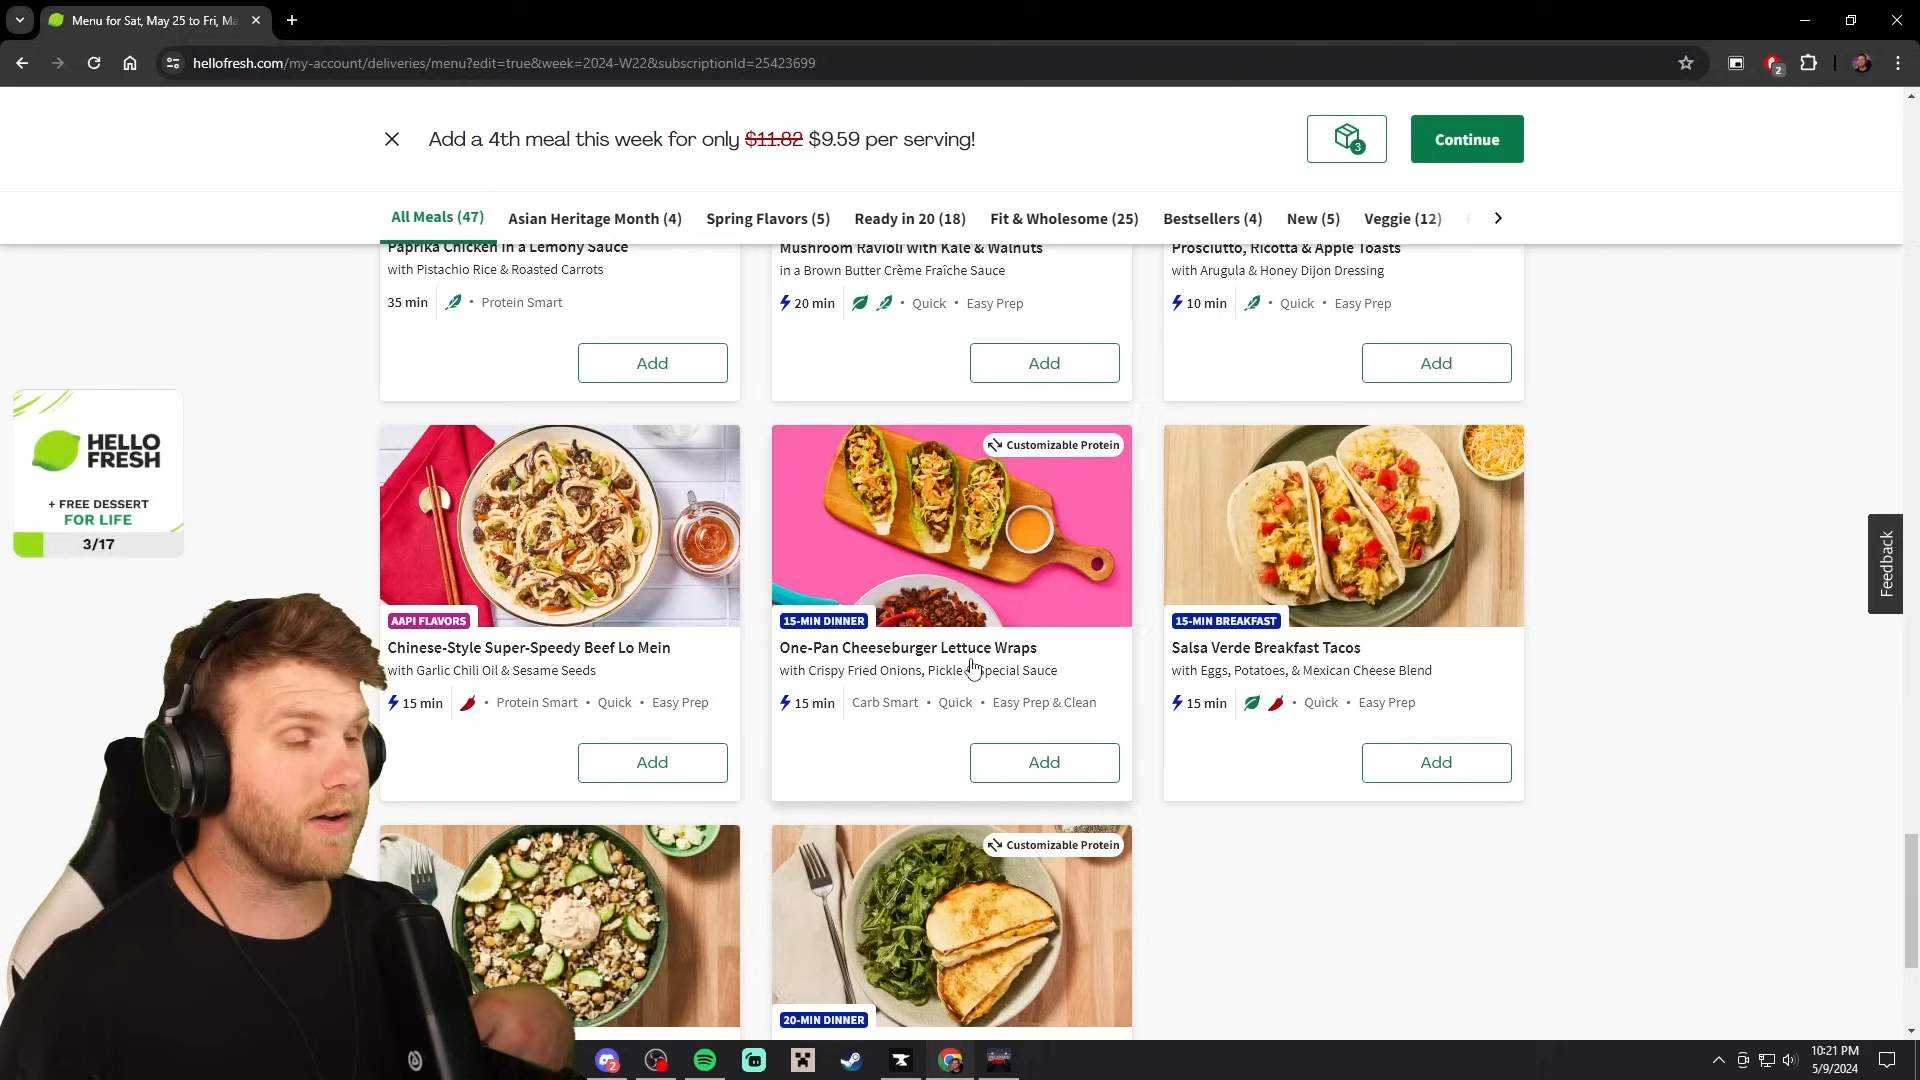 Menu for Sat, May 25 to Fri, Ma
hellofresh.com/my-account/deliveries/menu?edit=true&week=2024-W22&subscriptionId=25423699
2
Add a 4th meal this week for only $11.82 $9.59 per serving!
3
Continue
All Meals (47)
Asian Heritage Month (4)
Spring Flavors (5)
Ready in 20 (18)
Fit & Wholesome (25)
Bestsellers (4)
New (5)
Veggie (12)
Paprika Chicken in a Lemony Sauce
with Pistachio Rice & Roasted Carrots
35 min • Protein Smart
Add
Mushroom Ravioli with Kale & Walnuts
in a Brown Butter Crème Fraîche Sauce
20 min • Quick • Easy Prep
Add
Prosciutto, Ricotta & Apple Toasts
with Arugula & Honey Dijon Dressing
10 min • Quick • Easy Prep
Add
HELLO
FRESH
+ FREE DESSERT
FOR LIFE
3/17
AAPI FLAVORS
Chinese-Style Super-Speedy Beef Lo Mein
with Garlic Chili Oil & Sesame Seeds
15 min • Protein Smart • Quick • Easy Prep
Add
Customizable Protein
15-MIN DINNER
One-Pan Cheeseburger Lettuce Wraps
with Crispy Fried Onions, Pickle Special Sauce
15 min Carb Smart • Quick • Easy Prep & Clean
Add
15-MIN BREAKFAST
Salsa Verde Breakfast Tacos
with Eggs, Potatoes, & Mexican Cheese Blend
15 min • Quick • Easy Prep
Add
Feedback
Customizable Protein
20-MIN DINNER
2
10:21 PM
5/9/2024